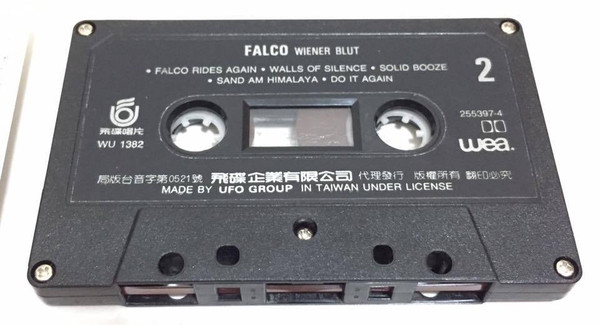 FALCO WIENER BLUT
• FALCO RIDES AGAIN • WALLS OF SILENCE • SOLID BOOZE
• SAND AM HIMALAYA • DO IT AGAIN
2
飛碟唱片
WU 1382
255397-4
wea.
局版台音字第0521號 飛碟企業有限公司 代理發行 版權所有 翻印必究
MADE BY UFO GROUP IN TAIWAN UNDER LICENSE